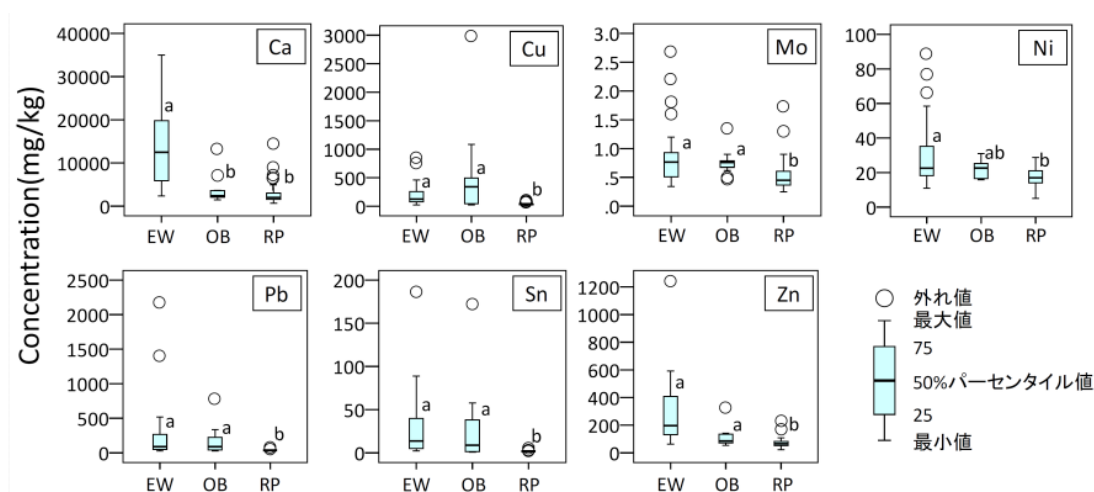 Concentration(mg/kg)
Ca
40000
30000
20000
10000
0
a
b
b
EW OB RP
Cu
3000
2500
2000
1500
1000
500
0
a
a
b
EW OB RP
Mo
3.0
2.5
2.0
1.5
1.0
0.5
.0
a
a
b
EW OB RP
Ni
100
80
60
40
20
0
a
ab
b
EW OB RP
Pb
2500
2000
1500
1000
500
0
a
a
b
EW OB RP
Sn
200
150
100
50
0
a
a
b
EW OB RP
Zn
1200
1000
800
600
400
200
0
a
a
b
EW OB RP
外れ値
最大値
75
50%パーセンタイル値
25
最小値